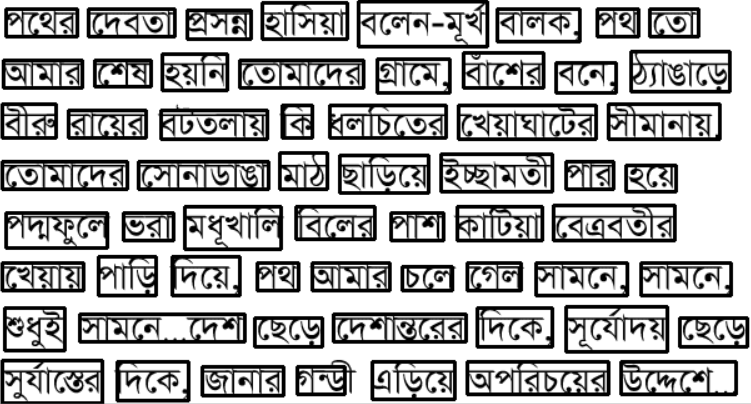 পথের দেবতা প্রসন্ন হাসিয়া বলেন-মূর্খ বালক, পথ তো
আমার শেষ হয়নি তোমাদের গ্রামে, বাঁশের বনে, ঠ্যাঙাড়ে
বীরু রায়ের বটতলায় কি ধলচিতের খেয়াঘাটের সীমানায়.
তোমাদের সোনাডাঙা মাঠ ছাড়িয়ে ইচ্ছামতী পার হয়ে
পদ্মফুলে ভরা মধূখালি বিলের পাশ কাটিয়া বেত্রবতীর
খেয়ায় পাড়ি দিয়ে, পথ আমার চলে গেল সামনে, সামনে,
শুধুই সামনে...দেশ ছেড়ে দেশান্তরের দিকে, সূর্যোদয় ছেড়ে
সুর্যাস্তের দিকে, জানার গন্ডী এড়িয়ে অপরিচয়ের উদ্দেশে...